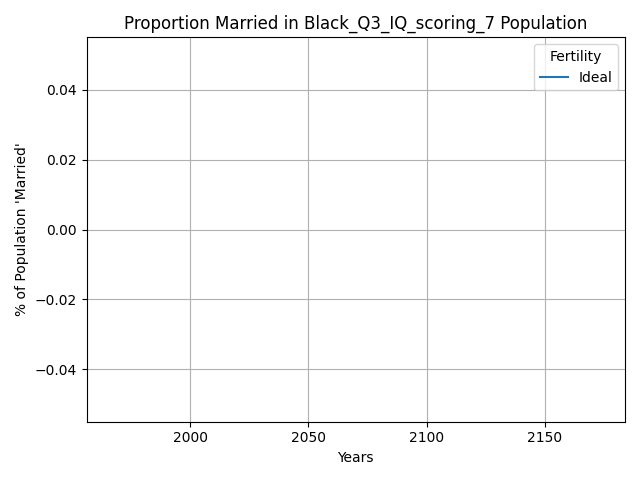 Proportion Married in Black_Q3_IQ_scoring_7 Population
Fertility
Ideal
% of Population 'Married'
0.04
0.02
0.00
−0.02
−0.04
2000
2050
2100
2150
Years